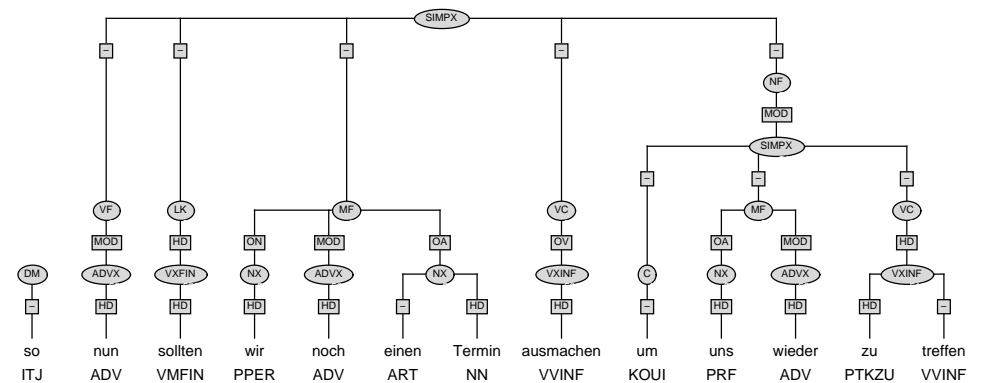 SIMPX
– – – – –
NF
MOD
SIMPX
– – –
VF LK MF VC MF VC
MOD HD ON MOD OA OV OA MOD HD
DM ADVX VXFIN NX ADVX NX VXINF C NX ADVX VXINF
– HD HD HD HD – HD HD – HD HD HD –
so nun sollten wir noch einen Termin ausmachen um uns wieder zu treffen
ITJ ADV VMFIN PPER ADV ART NN VVINF KOUI PRF ADV PTKZU VVINF